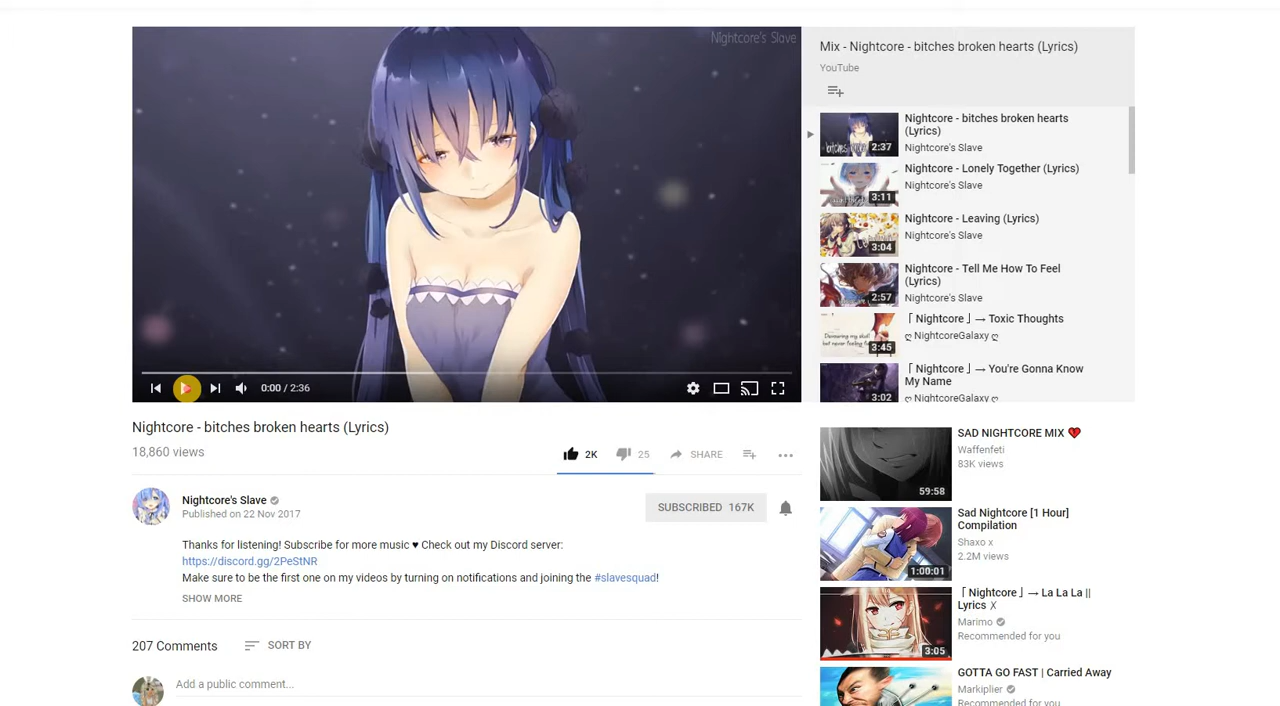 Nightcore's Slave
0:00 / 2:36
Nightcore - bitches broken hearts (Lyrics)
18,860 views
2K
25
SHARE
Nightcore's Slave
Published on 22 Nov 2017
SUBSCRIBED 167K
Thanks for listening! Subscribe for more music ♥ Check out my Discord server:
https://discord.gg/2PeStNR
Make sure to be the first one on my videos by turning on notifications and joining the #slavesquad!
SHOW MORE
207 Comments
SORT BY
Add a public comment...
Mix - Nightcore - bitches broken hearts (Lyrics)
YouTube
2:37
Nightcore - bitches broken hearts
(Lyrics)
Nightcore's Slave
3:11
Nightcore - Lonely Together (Lyrics)
Nightcore's Slave
3:04
Nightcore - Leaving (Lyrics)
Nightcore's Slave
2:57
Nightcore - Tell Me How To Feel
(Lyrics)
Nightcore's Slave
3:45
「 Nightcore 」→ Toxic Thoughts
ღ NightcoreGalaxy ღ
3:02
「 Nightcore 」→ You're Gonna Know
My Name
ღ NightcoreGalaxy ღ
59:58
SAD NIGHTCORE MIX 💔
Waffenfeti
83K views
1:00:01
Sad Nightcore [1 Hour]
Compilation
Shaxo x
2.2M views
3:05
「 Nightcore 」→ La La La ||
Lyrics ☓
Marimo
Recommended for you
GOTTA GO FAST | Carried Away
Markiplier
Recommended for you